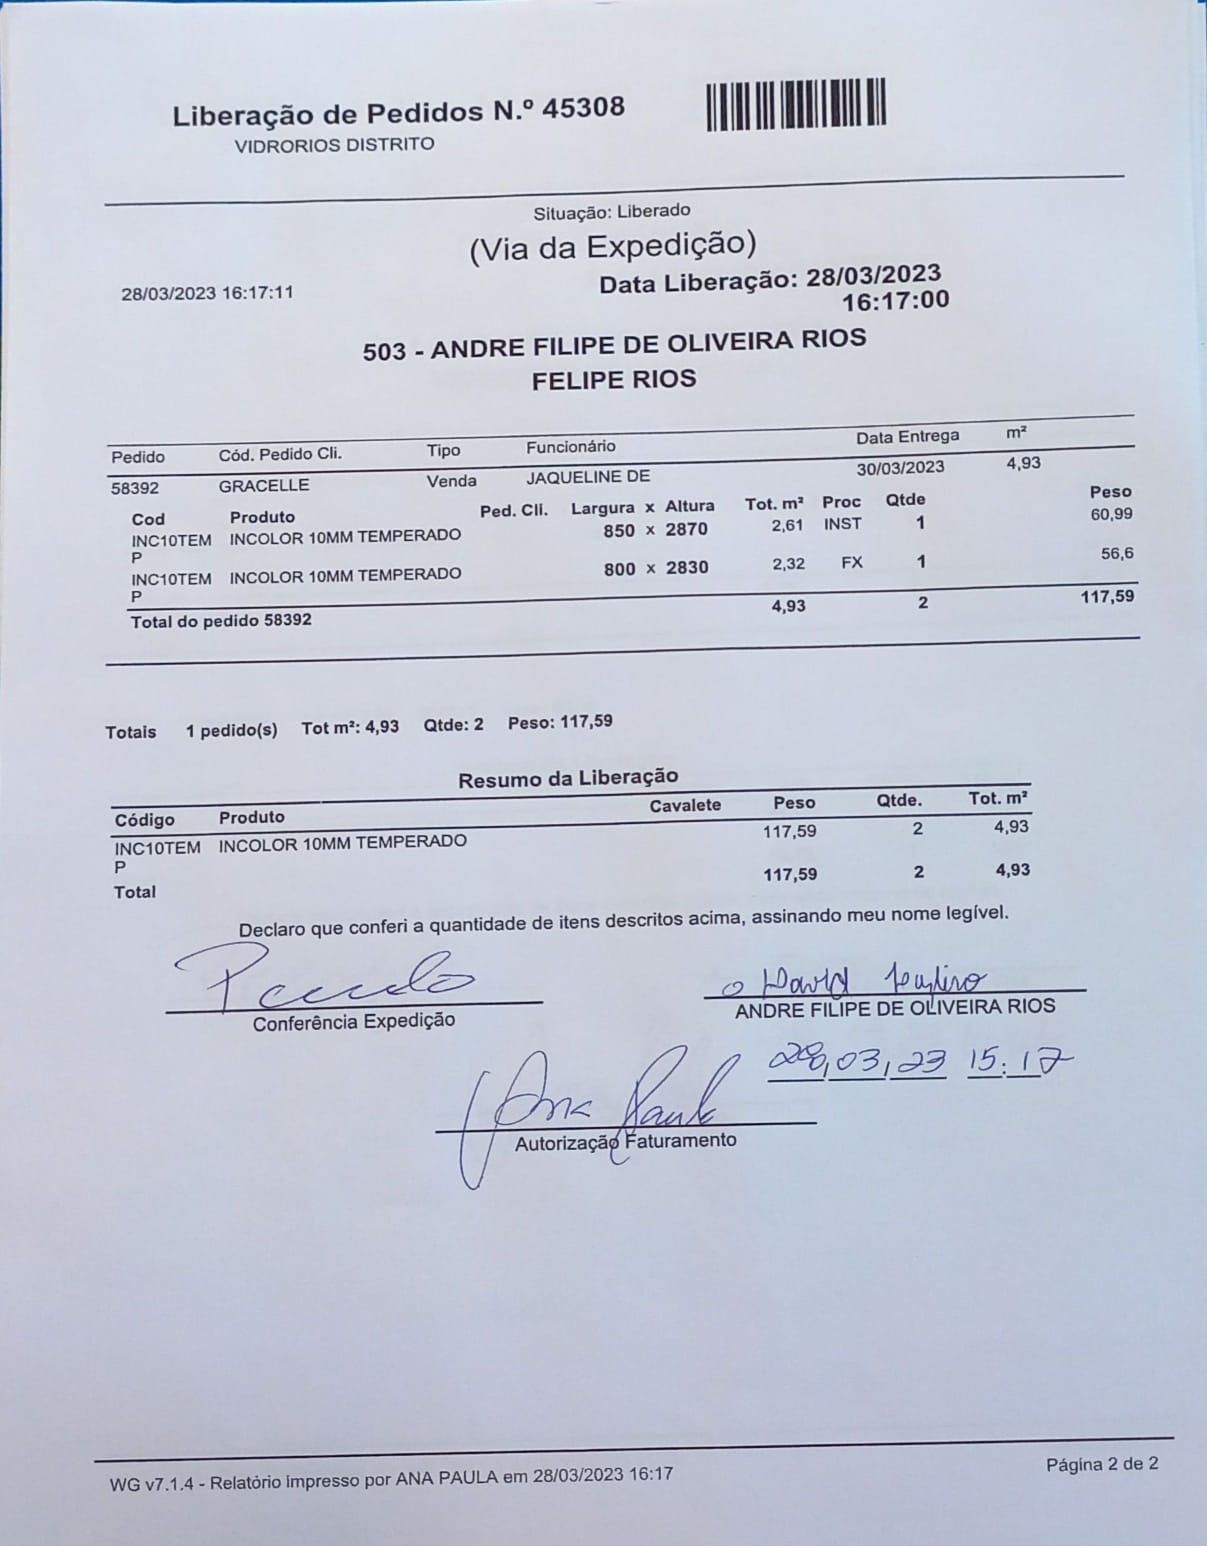 Liberação de Pedidos N.º 45308
VIDRORIOS DISTRITO
Situação: Liberado
(Via da Expedição)
28/03/2023 16:17:11
Data Liberação: 28/03/2023
16:17:00
503 - ANDRE FILIPE DE OLIVEIRA RIOS
FELIPE RIOS
Pedido Cód. Pedido Cli. Tipo Funcionário Data Entrega m²
58392 GRACELLE Venda JAQUELINE DE 30/03/2023 4,93
Cod Produto Ped. Cli. Largura x Altura Tot. m² Proc Qtde Peso
INC10TEM INCOLOR 10MM TEMPERADO 850 x 2870 2,61 INST 1 60,99
P
INC10TEM INCOLOR 10MM TEMPERADO 800 x 2830 2,32 FX 1 56,6
P
Total do pedido 58392 4,93 2 117,59
Totais 1 pedido(s) Tot m²: 4,93 Qtde: 2 Peso: 117,59
Resumo da Liberação
Código Produto Cavalete Peso Qtde. Tot. m²
INC10TEM INCOLOR 10MM TEMPERADO 117,59 2 4,93
P
Total 117,59 2 4,93
Declaro que conferi a quantidade de itens descritos acima, assinando meu nome legível.
David
Conferência Expedição ANDRE FILIPE DE OLIVEIRA RIOS
28,03,23 15:17
Ana Paula
Autorização Faturamento
WG v7.1.4 - Relatório impresso por ANA PAULA em 28/03/2023 16:17 Página 2 de 2